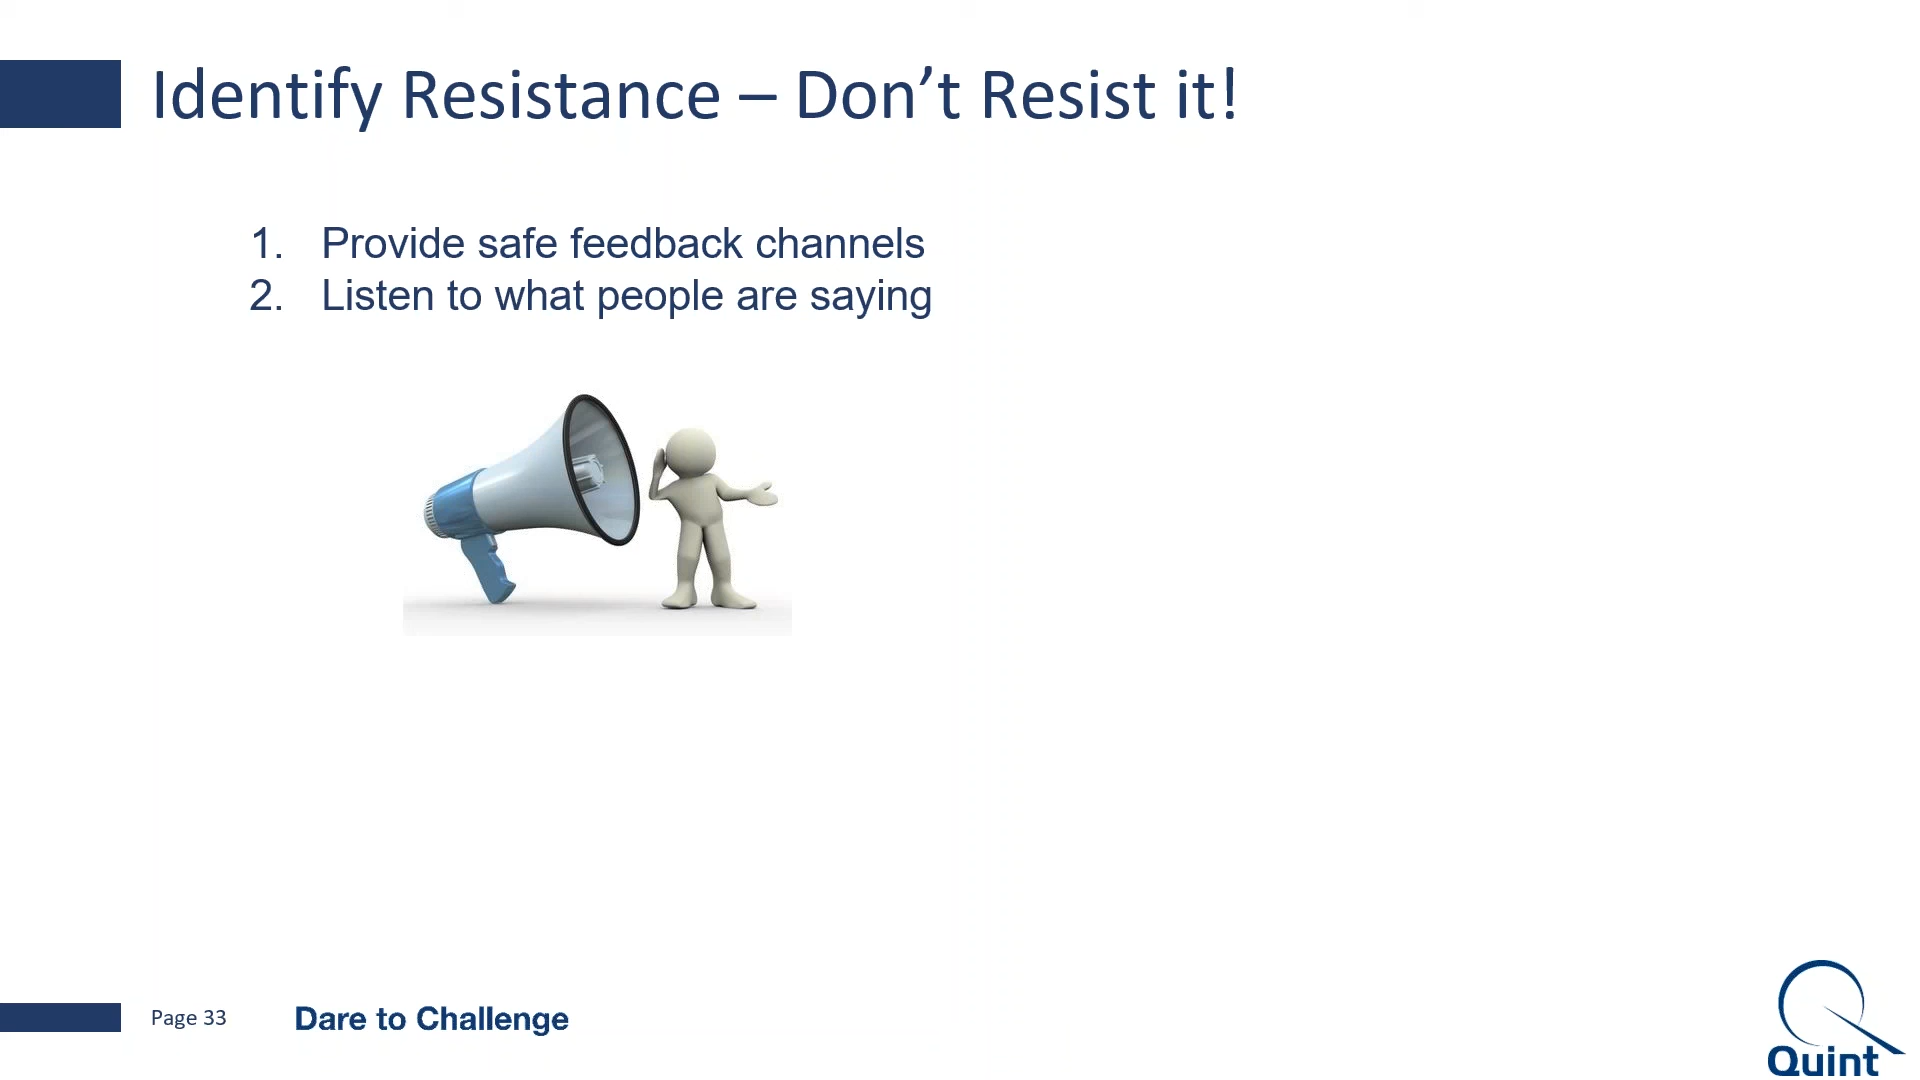 Identify Resistance – Don’t Resist it!
1. Provide safe feedback channels
2. Listen to what people are saying
Page 33
Dare to Challenge
Quint